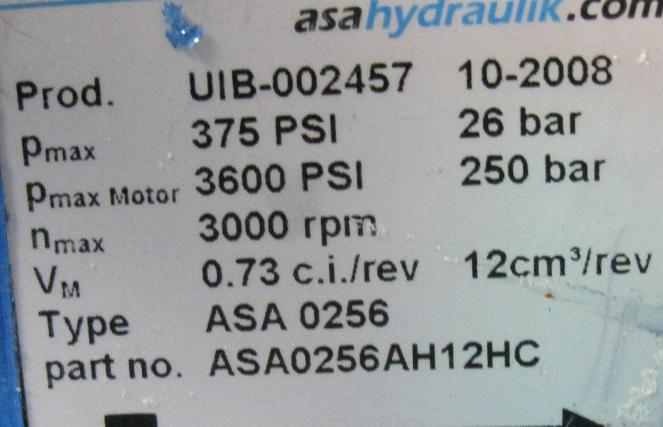 asahydraulik.com
Prod. UIB-002457 10-2008
pmax 375 PSI 26 bar
pmax Motor 3600 PSI 250 bar
nmax 3000 rpm
VM 0.73 c.i./rev 12cm³/rev
Type ASA 0256
part no. ASA0256AH12HC